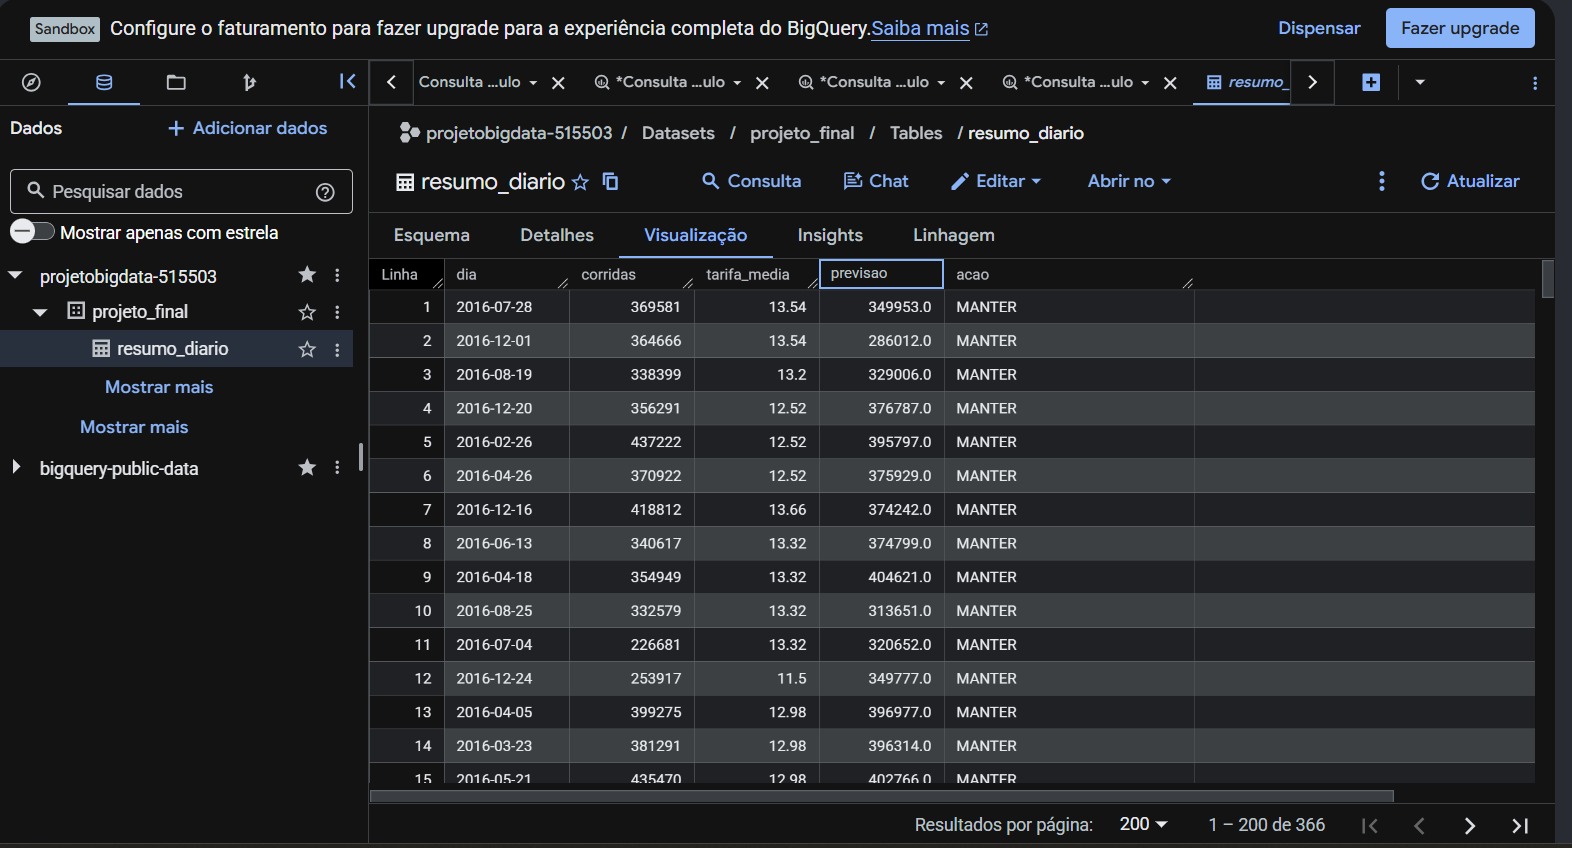 Sandbox Configure o faturamento para fazer upgrade para a experiência completa do BigQuery.Saiba mais Dispensar Fazer upgrade
Consulta ...ulo *Consulta ...ulo *Consulta ...ulo *Consulta ...ulo resumo_
Dados + Adicionar dados
projetobigdata-515503 / Datasets / projeto_final / Tables / resumo_diario
Pesquisar dados
resumo_diario Consulta Chat Editar Abrir no Atualizar
Mostrar apenas com estrela
Esquema Detalhes Visualização Insights Linhagem
projetobigdata-515503
projeto_final
resumo_diario
Mostrar mais
Mostrar mais
bigquery-public-data
Linha dia corridas tarifa_media previsao acao
1 2016-07-28 369581 13.54 349953.0 MANTER
2 2016-12-01 364666 13.54 286012.0 MANTER
3 2016-08-19 338399 13.2 329006.0 MANTER
4 2016-12-20 356291 12.52 376787.0 MANTER
5 2016-02-26 437222 12.52 395797.0 MANTER
6 2016-04-26 370922 12.52 375929.0 MANTER
7 2016-12-16 418812 13.66 374242.0 MANTER
8 2016-06-13 340617 13.32 374799.0 MANTER
9 2016-04-18 354949 13.32 404621.0 MANTER
10 2016-08-25 332579 13.32 313651.0 MANTER
11 2016-07-04 226681 13.32 320652.0 MANTER
12 2016-12-24 253917 11.5 349777.0 MANTER
13 2016-04-05 399275 12.98 396977.0 MANTER
14 2016-03-23 381291 12.98 396314.0 MANTER
15 2016-05-21 435470 12.98 402766.0 MANTER
Resultados por página: 200 1 – 200 de 366